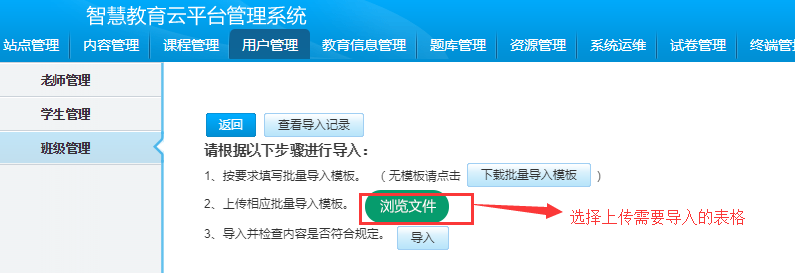 智慧教育云平台管理系统
站点管理 内容管理 课程管理 用户管理 教育信息管理 题库管理 资源管理 系统运维 试卷管理 终端管
老师管理
学生管理
班级管理
返回 查看导入记录
请根据以下步骤进行导入：
1、按要求填写批量导入模板。 （无模板请点击 下载批量导入模板 ）
2、上传相应批量导入模板。 浏览文件 选择上传需要导入的表格
3、导入并检查内容是否符合规定。 导入